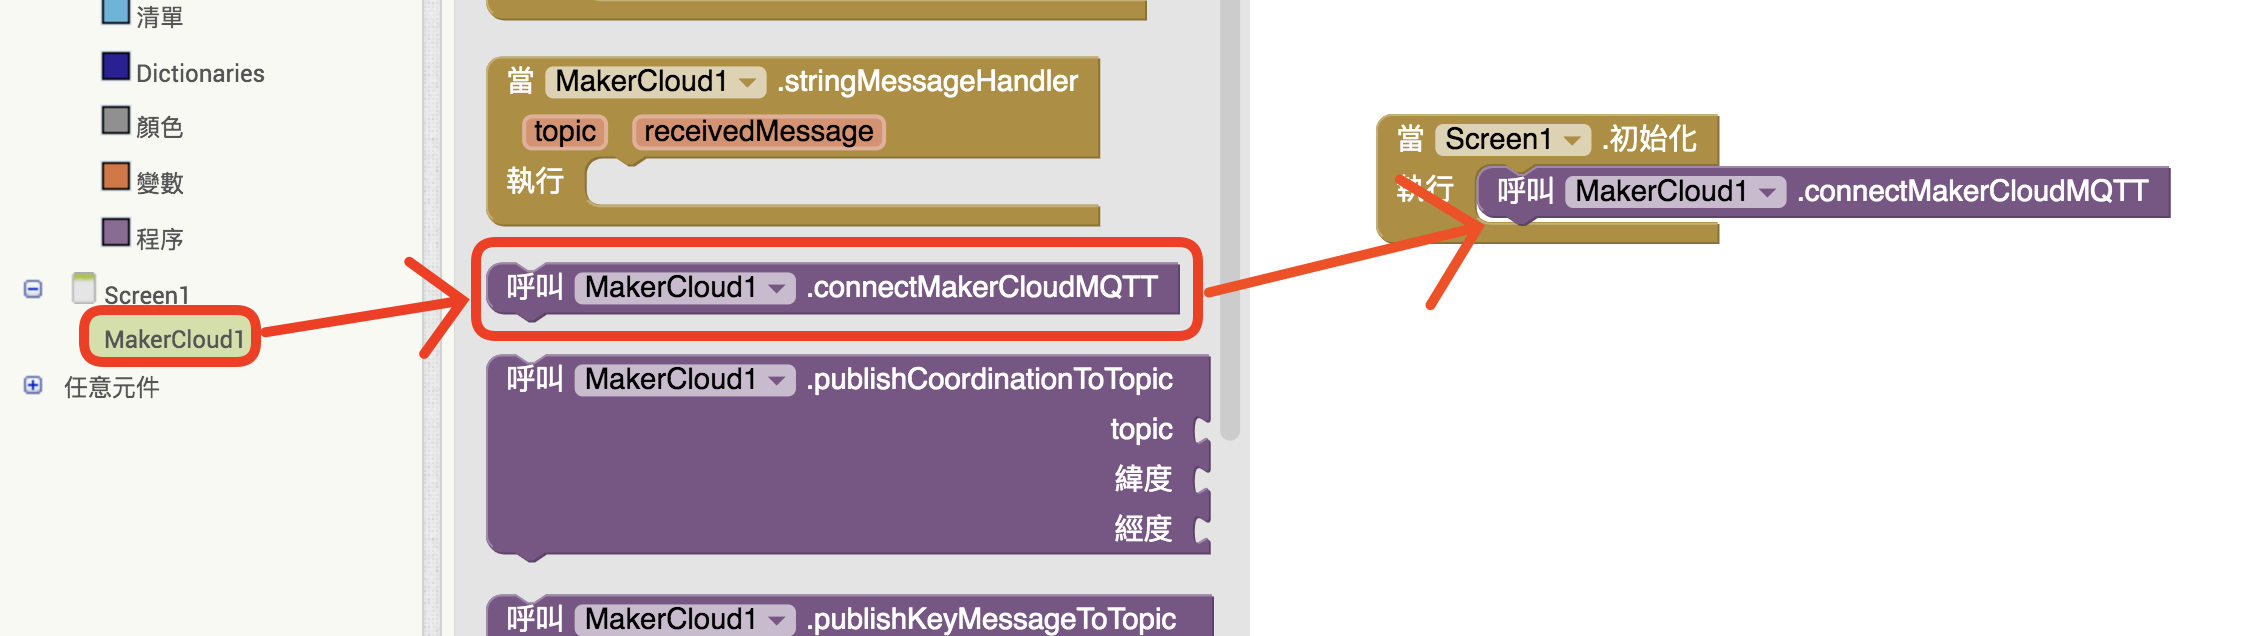 清單
Dictionaries
顏色
變數
程序
Screen1
MakerCloud1
任意元件
當 MakerCloud1 .stringMessageHandler
topic receivedMessage
執行
呼叫 MakerCloud1 .connectMakerCloudMQTT
呼叫 MakerCloud1 .publishCoordinationToTopic
topic
緯度
經度
呼叫 MakerCloud1 .publishKeyMessageToTopic
當 Screen1 .初始化
執行 呼叫 MakerCloud1 .connectMakerCloudMQTT